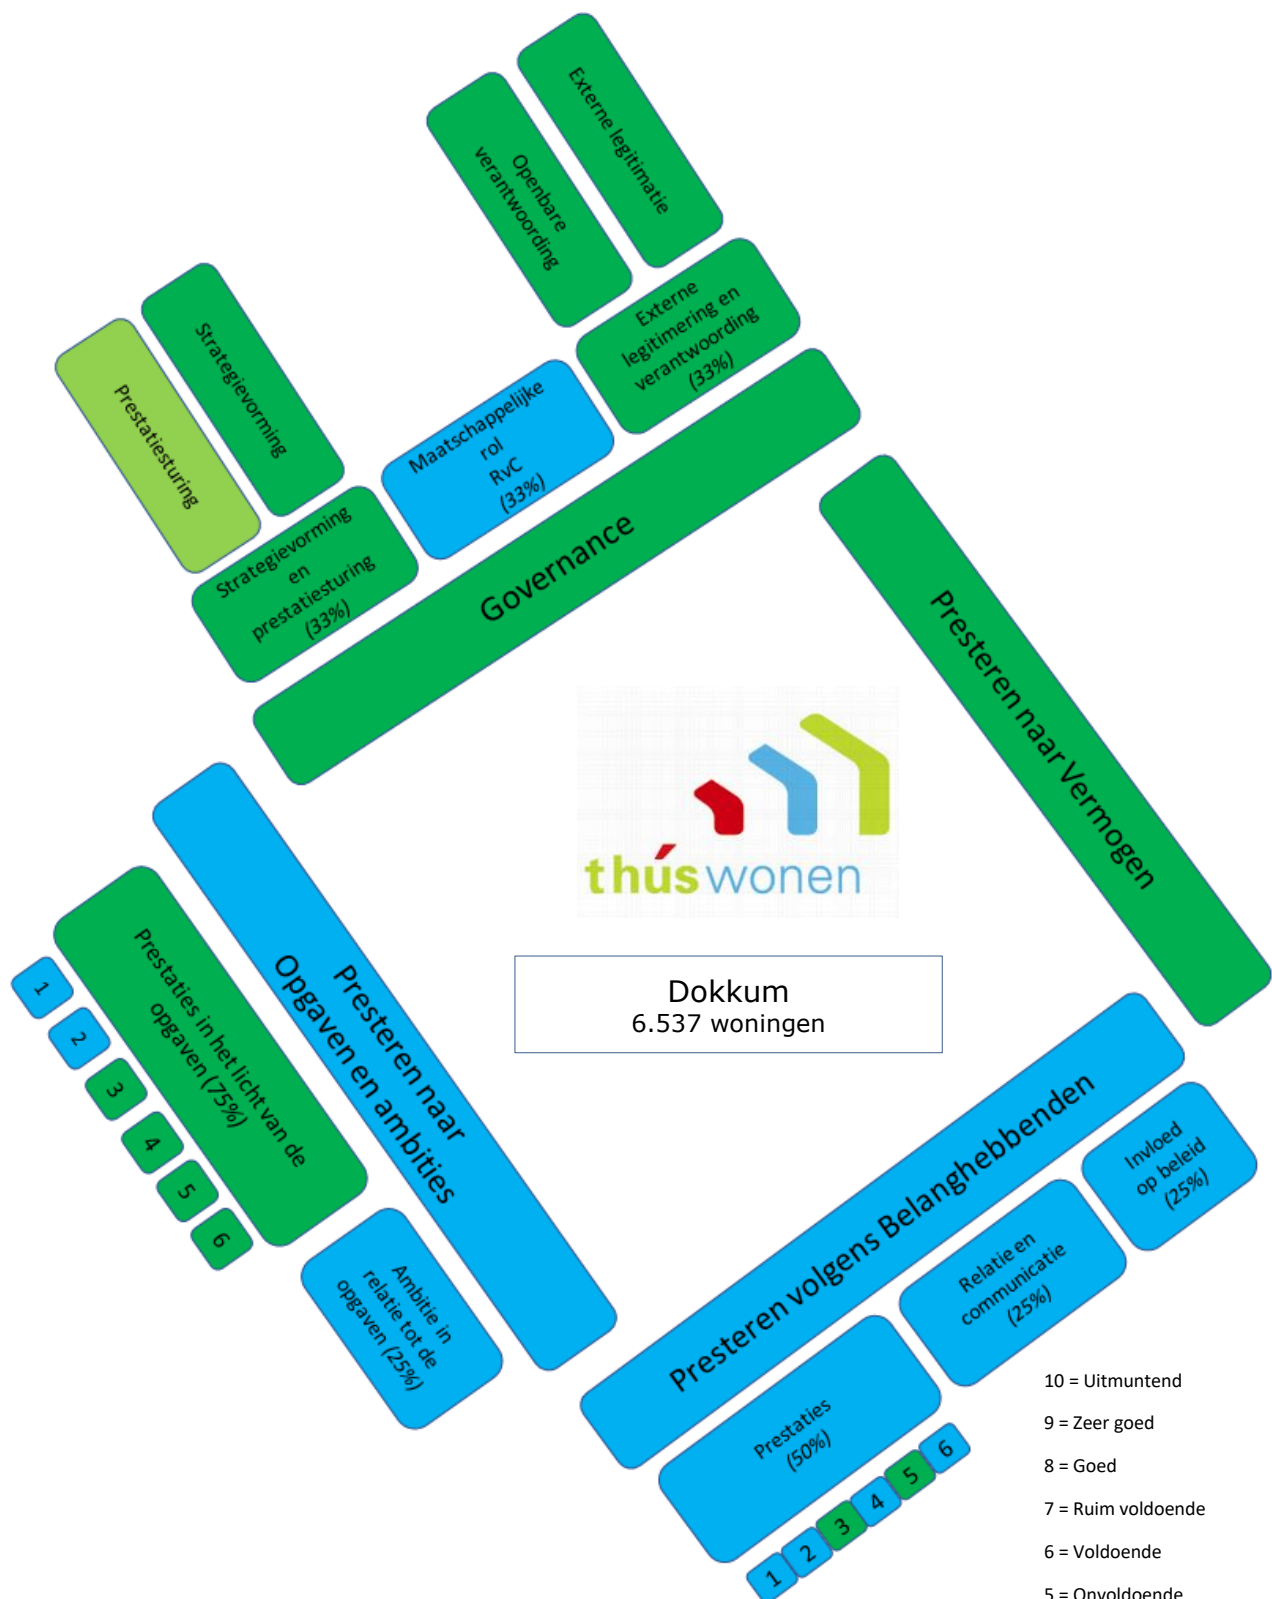 Externe legitimatie
Openbare
verantwoording
Externe
legitimering en
verantwoording
(33%)
Strategievorming
Prestatiesturing
Maatschappelijke
rol
RvC
(33%)
Strategievorming
en
prestatiesturing
(33%)
Governance
Presteren naar Vermogen
thús wonen
Dokkum
6.537 woningen
Presteren naar
Opgaven en ambities
Prestaties in het licht van de
opgaven (75%)
1
2
3
4
5
6
Ambitie in
relatie tot de
opgaven (25%)
Presteren volgens Belanghebbenden
Invloed
op beleid
(25%)
Relatie en
communicatie
(25%)
Prestaties
(50%)
1
2
3
4
5
6
10 = Uitmuntend
9 = Zeer goed
8 = Goed
7 = Ruim voldoende
6 = Voldoende
5 = Onvoldoende